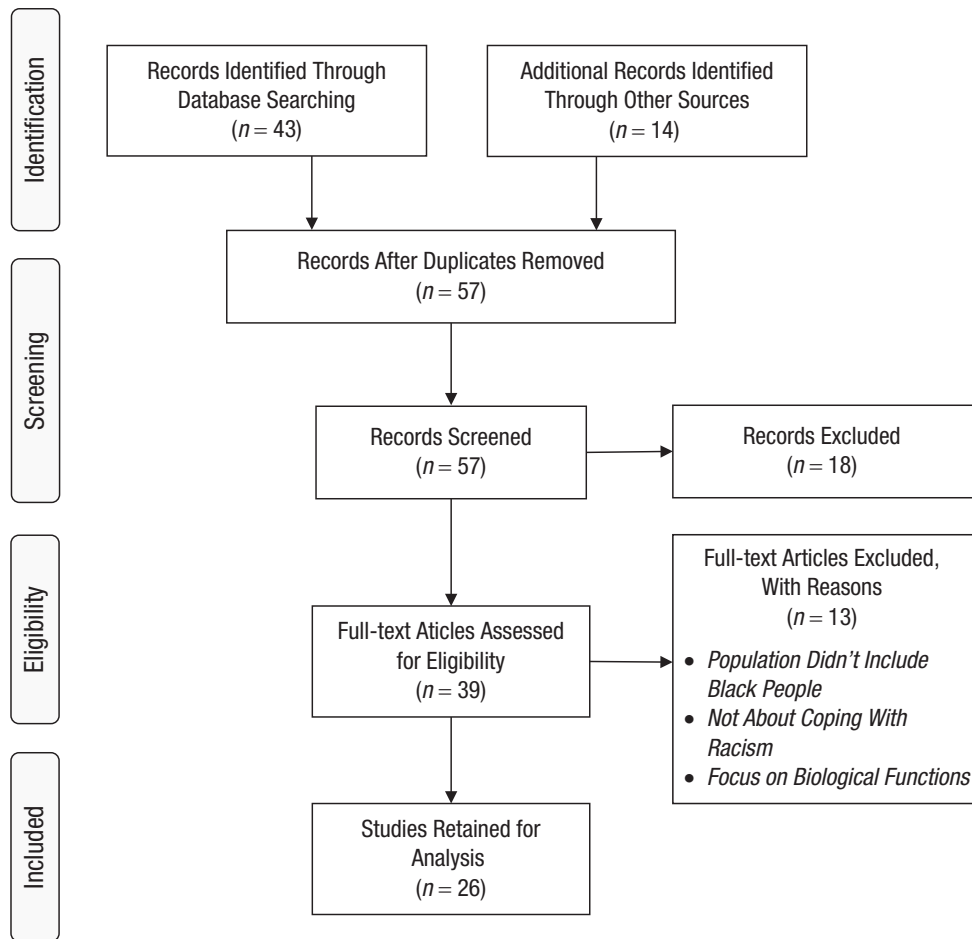 Identification
Records Identified Through
Database Searching
(n = 43)
Additional Records Identified
Through Other Sources
(n = 14)
Screening
Records After Duplicates Removed
(n = 57)
Records Screened
(n = 57)
Records Excluded
(n = 18)
Eligibility
Full-text Aticles Assessed
for Eligibility
(n = 39)
Full-text Articles Excluded,
With Reasons
(n = 13)
• Population Didn’t Include
Black People
• Not About Coping With
Racism
• Focus on Biological Functions
Included
Studies Retained for
Analysis
(n = 26)